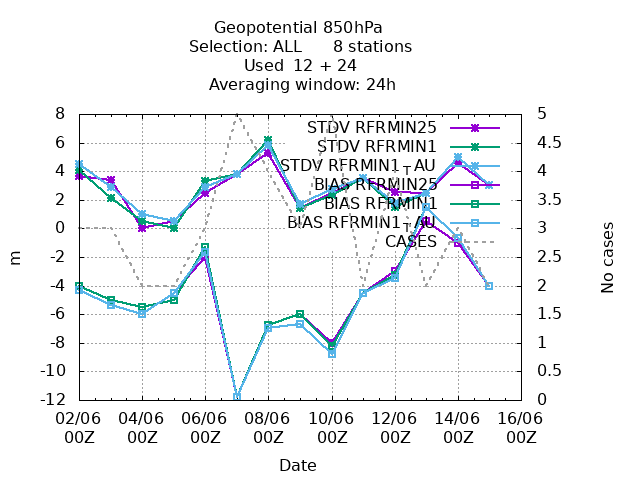 Geopotential 850hPa
Selection: ALL 8 stations
Used 12 + 24
Averaging window: 24h
STDV RFRMIN25
STDV RFRMIN1
STDV RFRMIN1-AU
BIAS RFRMIN25
BIAS RFRMIN1
BIAS RFRMIN1-AU
CASES
8
6
4
2
0
-2
-4
-6
-8
-10
-12
m
5
4.5
4
3.5
3
2.5
2
1.5
1
0.5
0
No cases
02/06 04/06 06/06 08/06 10/06 12/06 14/06 16/06
00Z 00Z 00Z 00Z 00Z 00Z 00Z 00Z
Date